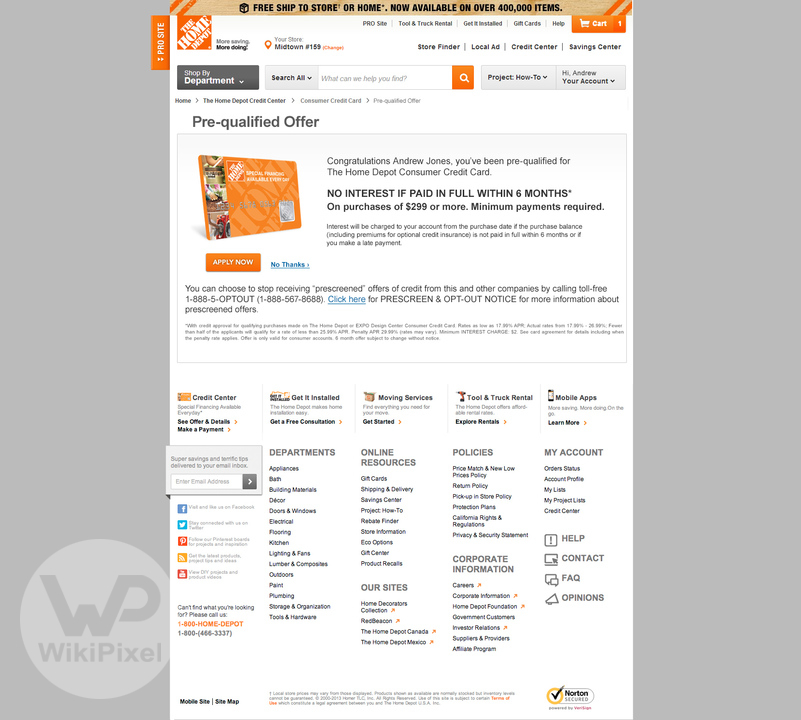 FREE SHIP TO STORE† OR HOME*. NOW AVAILABLE ON OVER 400,000 ITEMS.
PRO SITE
THE HOME DEPOT
More saving.
More doing.
PRO Site | Tool & Truck Rental | Get It Installed | Gift Cards | Help
Cart 1
Your Store:
Midtown #159 (Change)
Store Finder | Local Ad | Credit Center | Savings Center
Shop By
Department
Search All
What can we help you find?
Project: How-To
Hi, Andrew
Your Account
Home > The Home Depot Credit Center > Consumer Credit Card > Pre-qualified Offer
Pre-qualified Offer
THE HOME DEPOT
SPECIAL FINANCING
AVAILABLE EVERY DAY
Congratulations Andrew Jones, you've been pre-qualified for
The Home Depot Consumer Credit Card.
NO INTEREST IF PAID IN FULL WITHIN 6 MONTHS*
On purchases of $299 or more. Minimum payments required.
Interest will be charged to your account from the purchase date if the purchase balance
(including premiums for optional credit insurance) is not paid in full within 6 months or if
you make a late payment.
APPLY NOW
No Thanks ›
You can choose to stop receiving "prescreened" offers of credit from this and other companies by calling toll-free
1-888-5-OPTOUT (1-888-567-8688). Click here for PRESCREEN & OPT-OUT NOTICE for more information about
prescreened offers.
*With credit approval for qualifying purchases made on The Home Depot or EXPO Design Center Consumer Credit Card. Rates as low as 17.99% APR; Actual rates from 17.99% - 26.99%; Fewer
than half of the applicants will qualify for a rate of less than 25.99% APR. Penalty APR 29.99% (rates may vary). Minimum INTEREST CHARGE: $2. See card agreement for details including when
the penalty rate applies. Offer is only valid for consumer accounts. 6 month offer subject to change without notice.
Credit Center
Special Financing Available
Everyday*
See Offer & Details >
Make a Payment >
GET IT INSTALLED
Get It Installed
The Home Depot makes home
installation easy.
Get a Free Consultation >
Moving Services
Find everything you need for
your move.
Get Started >
Tool & Truck Rental
The Home Depot offers afford-
able rental rates.
Explore Rentals >
Mobile Apps
More saving. More doing.On the
go.
Learn More >
Super savings and terrific tips
delivered to your email inbox.
Enter Email Address
Visit and like us on Facebook
Stay connected with us on
Twitter
Follow our Pinterest boards
for projects and inspiration
Get the latest products,
project tips and ideas
View DIY projects and
product videos
Can't find what you're looking
for? Please call us:
1-800-HOME-DEPOT
1-800-(466-3337)
DEPARTMENTS
Appliances
Bath
Building Materials
Décor
Doors & Windows
Electrical
Flooring
Kitchen
Lighting & Fans
Lumber & Composites
Outdoors
Paint
Plumbing
Storage & Organization
Tools & Hardware
ONLINE
RESOURCES
Gift Cards
Shipping & Delivery
Savings Center
Project: How-To
Rebate Finder
Store Information
Eco Options
Gift Center
Product Recalls
OUR SITES
Home Decorators
Collection
RedBeacon
The Home Depot Canada
The Home Depot Mexico
POLICIES
Price Match & New Low
Prices Policy
Return Policy
Pick-up in Store Policy
Protection Plans
California Rights &
Regulations
Privacy & Security Statement
CORPORATE
INFORMATION
Careers
Corporate Information
Home Depot Foundation
Government Customers
Investor Relations
Suppliers & Providers
Affiliate Program
MY ACCOUNT
Orders Status
Account Profile
My Lists
My Project Lists
Credit Center
HELP
CONTACT
FAQ
OPINIONS
WP
WikiPixel
Mobile Site | Site Map
† Local store prices may vary from those displayed. Products shown as available are normally stocked but inventory levels
cannot be guaranteed. © 2000-2013 Homer TLC, Inc. All Rights Reserved. Use of this site is subject to certain Terms of
Use which constitute a legal agreement between you and The Home Depot U.S.A, Inc.
Norton
SECURED
powered by VeriSign